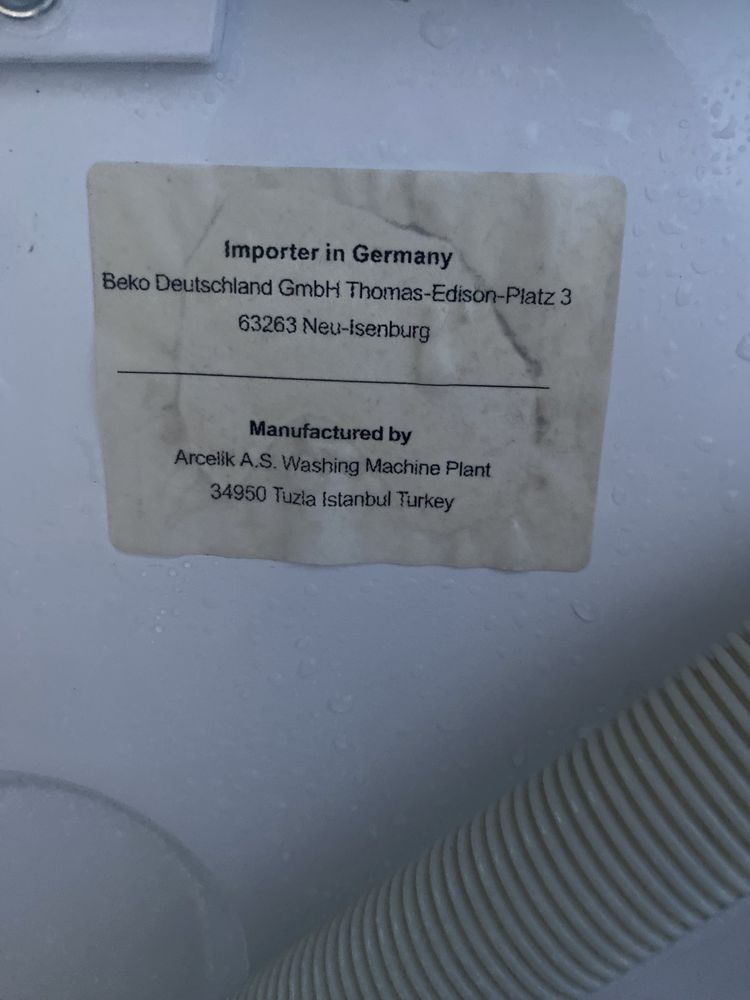 Importer in Germany
Beko Deutschland GmbH Thomas-Edison-Platz 3
63263 Neu-Isenburg
Manufactured by
Arcelik A.S. Washing Machine Plant
34950 Tuzla Istanbul Turkey